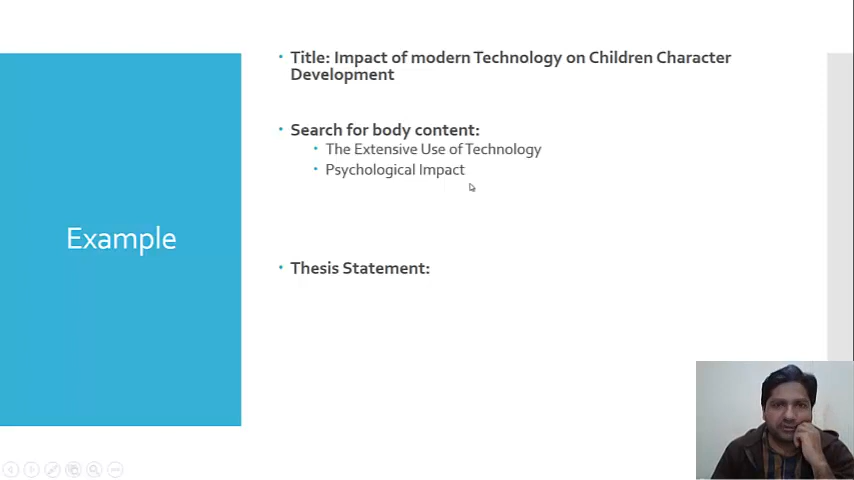 Title: Impact of modern Technology on Children Character
Development
Search for body content:
The Extensive Use of Technology
Psychological Impact
Example
Thesis Statement: